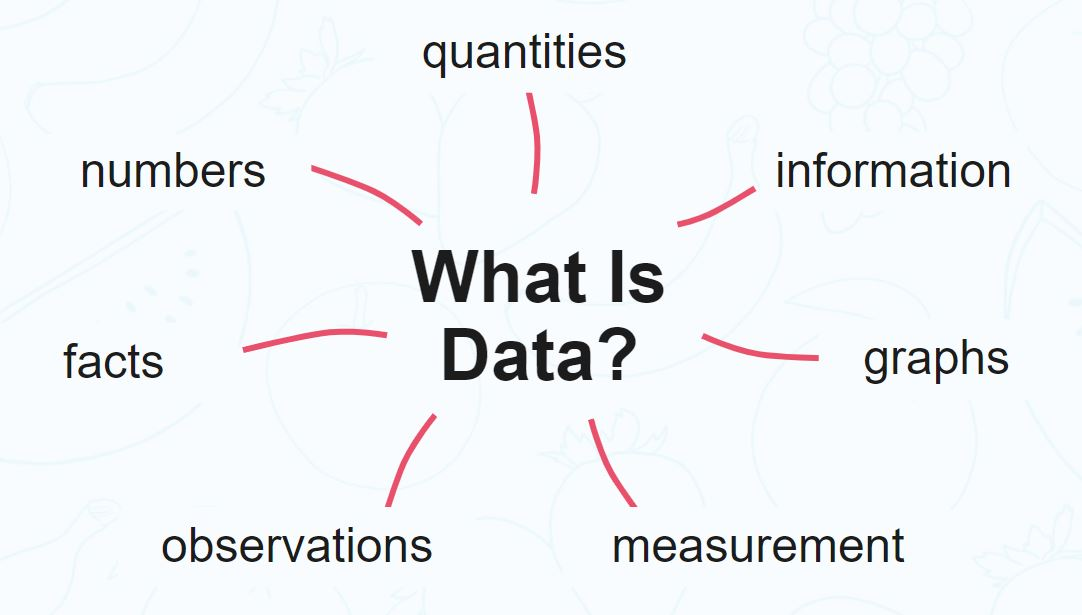 quantities
numbers
information
What Is
Data?
facts
graphs
observations
measurement